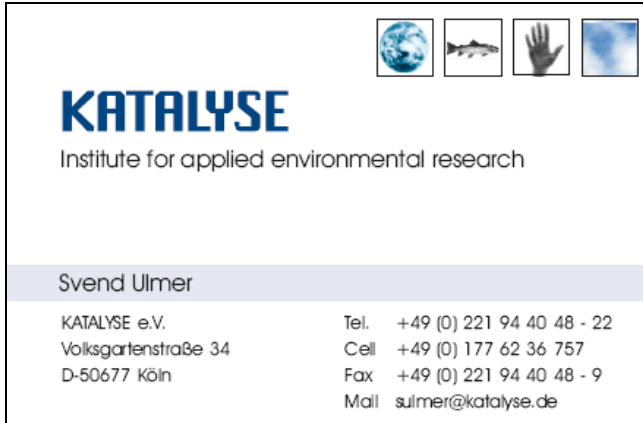 KATALYSE
Institute for applied environmental research
Svend Ulmer
KATALYSE e.V.
Volksgartenstraße 34
D-50677 Köln
Tel. +49 (0) 221 94 40 48 - 22
Cell +49 (0) 177 62 36 757
Fax +49 (0) 221 94 40 48 - 9
Mail sulmer@katalyse.de